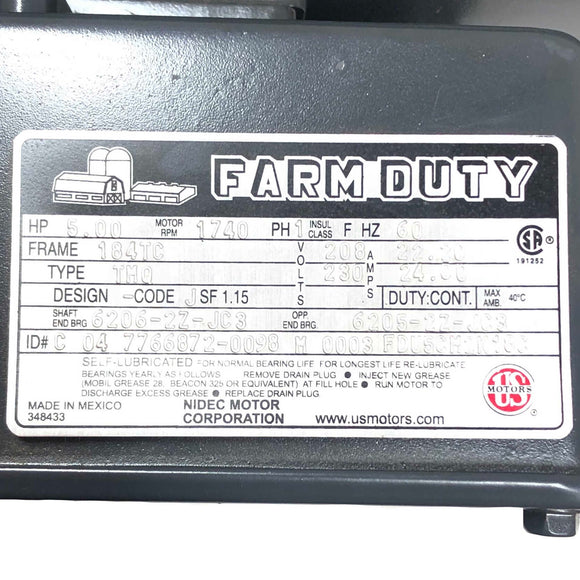 FARM DUTY
HP 5.00 MOTOR RPM 1740 PH 1 INSUL CLASS F HZ 60
FRAME 184TC VOLTS 208 AMPS
TYPE 230 24.00
DESIGN - CODE J SF 1.15 DUTY: CONT. MAX AMB. 40°C
SHAFT END BRG 6206-2Z-JC3 OPP. END BRG. 6205-2Z-JC3
ID# C 04 7766872-0098 M 0003
SELF-LUBRICATED FOR NORMAL BEARING LIFE FOR LONGEST LIFE RE-LUBRICATE
BEARINGS YEARLY AS FOLLOWS ● REMOVE DRAIN PLUG ● INJECT NEW GREASE
(MOBIL GREASE 28, BEACON 325 OR EQUIVALENT) AT FILL HOLE ● RUN MOTOR TO
DISCHARGE EXCESS GREASE ● REPLACE DRAIN PLUG
MADE IN MEXICO
348433
NIDEC MOTOR
CORPORATION
www.usmotors.com
SA ®
191252
US MOTORS ®